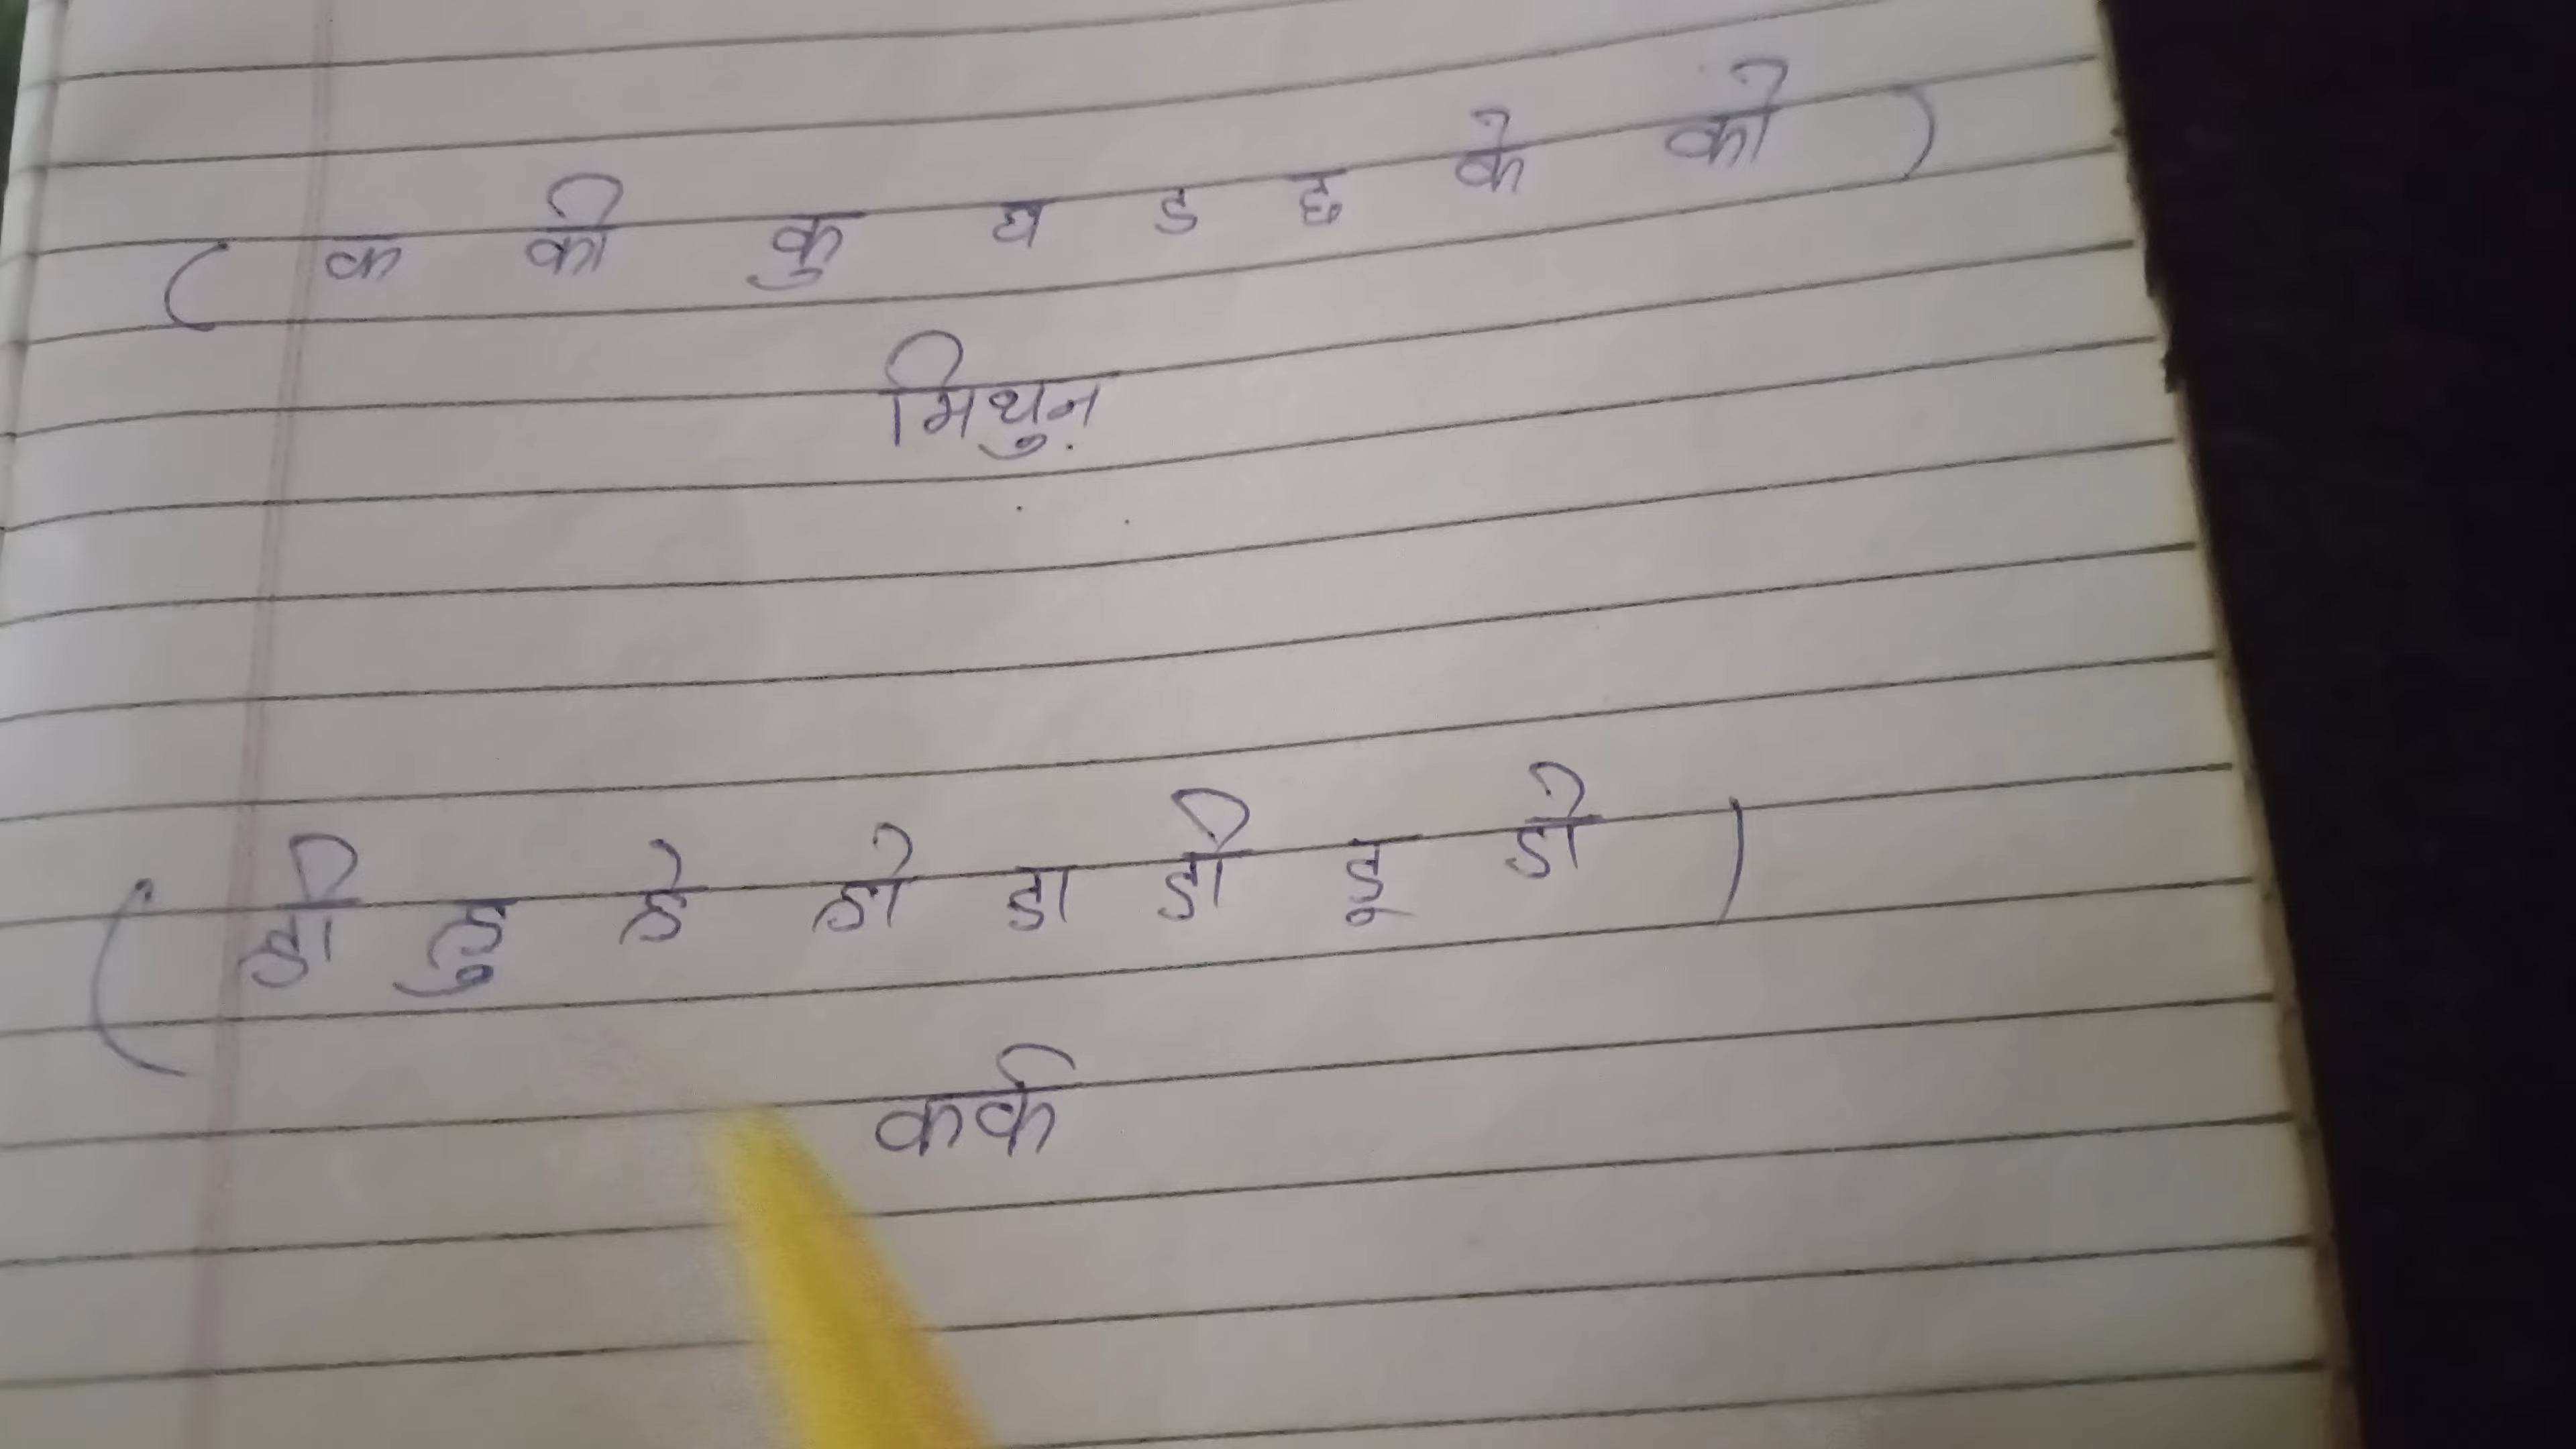 ( क की कु घ ड छ के को )
मिथुन
( ही हु हे हो डा डी डू डो )
कर्क